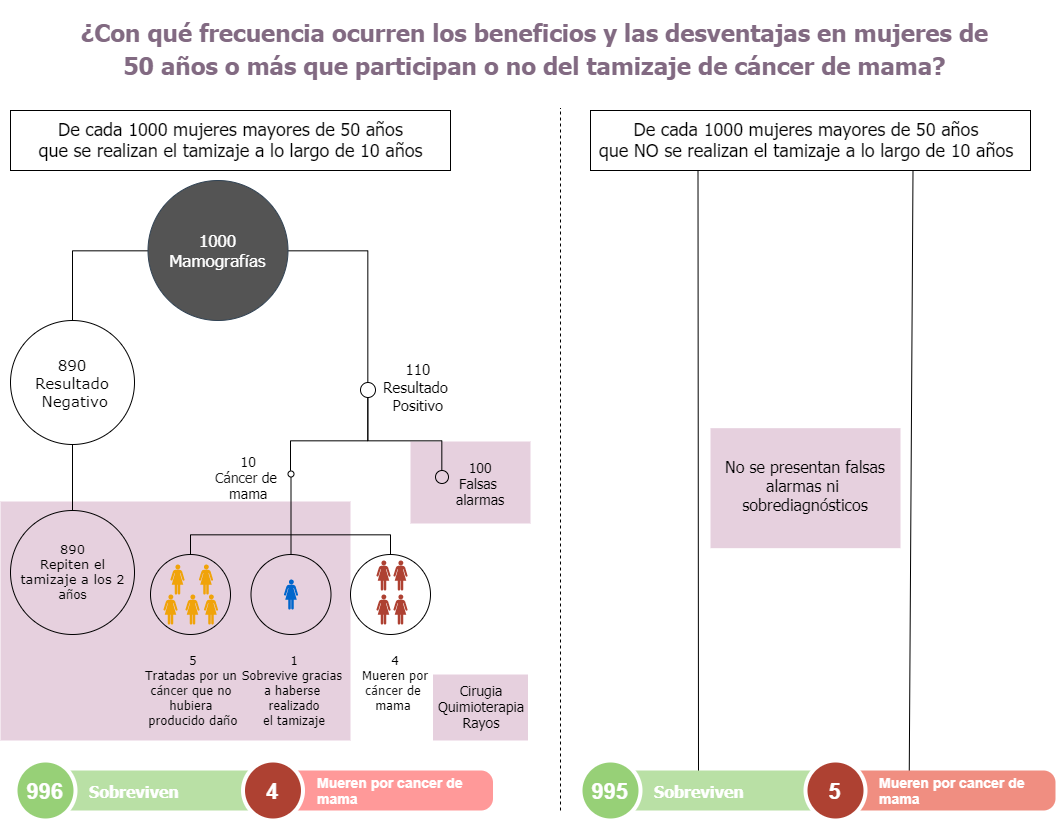 ¿Con qué frecuencia ocurren los beneficios y las desventajas en mujeres de
50 años o más que participan o no del tamizaje de cáncer de mama?
De cada 1000 mujeres mayores de 50 años
que se realizan el tamizaje a lo largo de 10 años
1000
Mamografías
890
Resultado
Negativo
110
Resultado
Positivo
10
Cáncer de
mama
100
Falsas
alarmas
890
Repiten el
tamizaje a los 2
años
5
Tratadas por un
cáncer que no
hubiera
producido daño
1
Sobrevive gracias
a haberse
realizado
el tamizaje
4
Mueren por
cáncer de
mama
Cirugia
Quimioterapia
Rayos
996
Sobreviven
4
Mueren por cancer de
mama
De cada 1000 mujeres mayores de 50 años
que NO se realizan el tamizaje a lo largo de 10 años
No se presentan falsas
alarmas ni
sobrediagnósticos
995
Sobreviven
5
Mueren por cancer de
mama